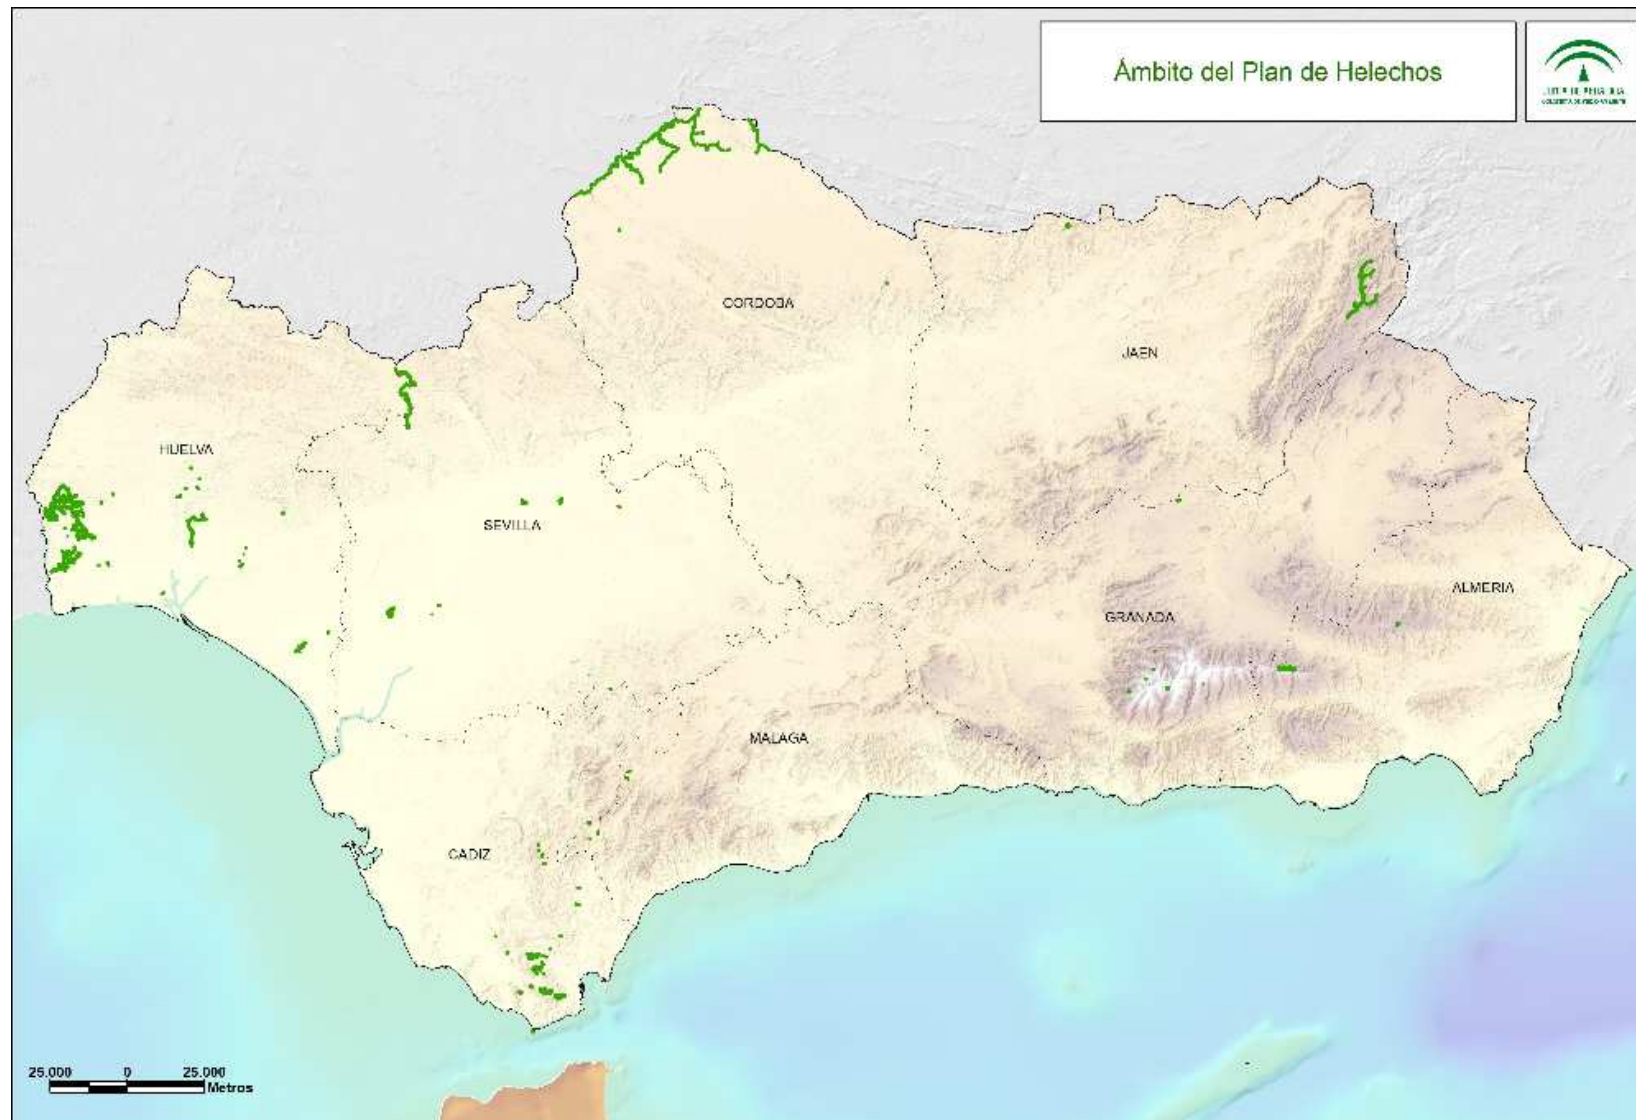 Ámbito del Plan de Helechos
CORDOBA
JAEN
HUELVA
SEVILLA
ALMERIA
GRANADA
MALAGA
CADIZ
25.000 0 25.000
Metros